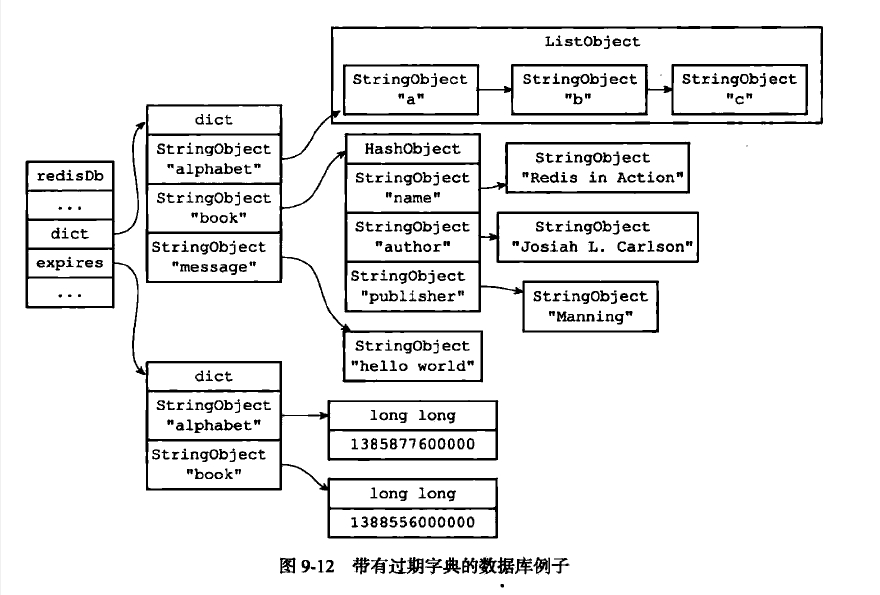 ListObject
StringObject
"a"
StringObject
"b"
StringObject
"c"
dict
StringObject
"alphabet"
StringObject
"book"
StringObject
"message"
redisDb
...
dict
expires
...
HashObject
StringObject
"name"
StringObject
"author"
StringObject
"publisher"
StringObject
"Redis in Action"
StringObject
"Josiah L. Carlson"
StringObject
"Manning"
StringObject
"hello world"
dict
StringObject
"alphabet"
StringObject
"book"
long long
1385877600000
long long
1388556000000
图 9-12 带有过期字典的数据库例子